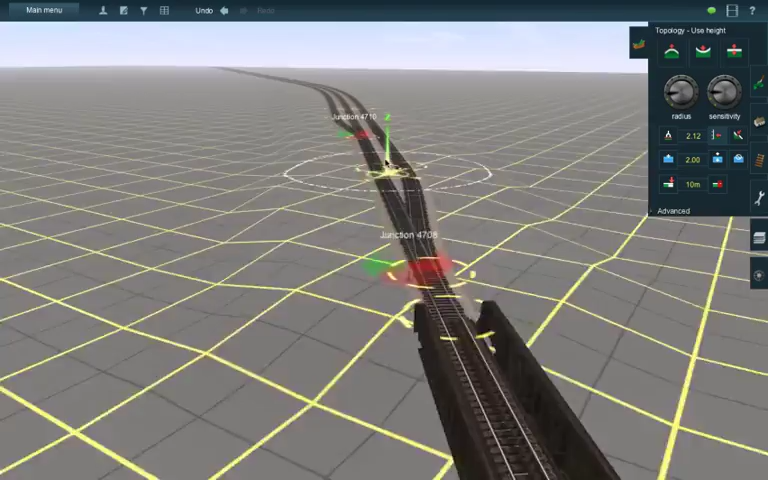 Main menu
Undo
Redo
?
Topology - Use height
radius
sensitivity
2.12
2.00
10m
Advanced
Junction 4710
Z
Junction 4708